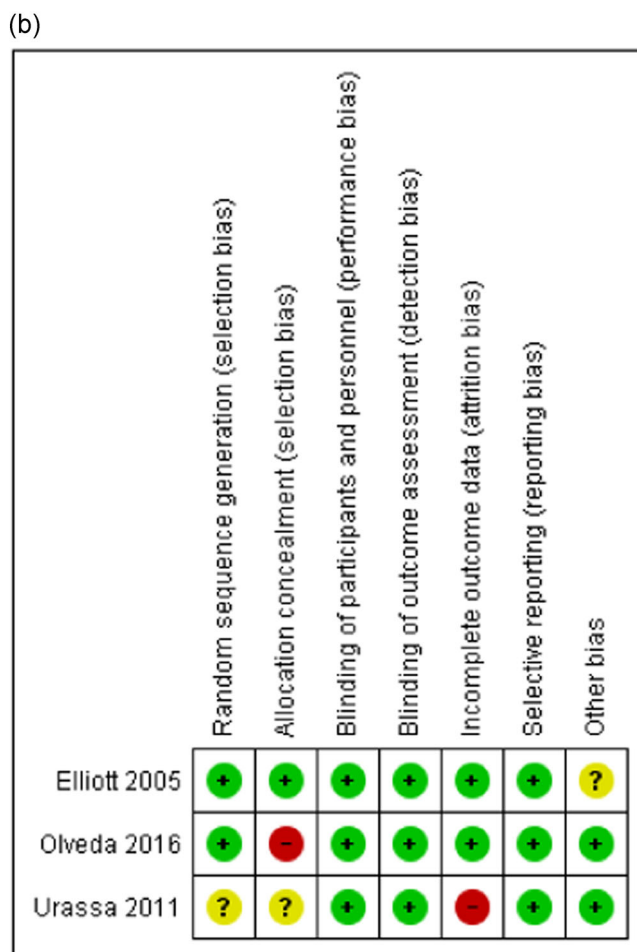 (b)
Random sequence generation (selection bias)
Allocation concealment (selection bias)
Blinding of participants and personnel (performance bias)
Blinding of outcome assessment (detection bias)
Incomplete outcome data (attrition bias)
Selective reporting (reporting bias)
Other bias
Elliott 2005 + + + + + + ?
Olveda 2016 + - + + + + +
Urassa 2011 ? ? + + - + +